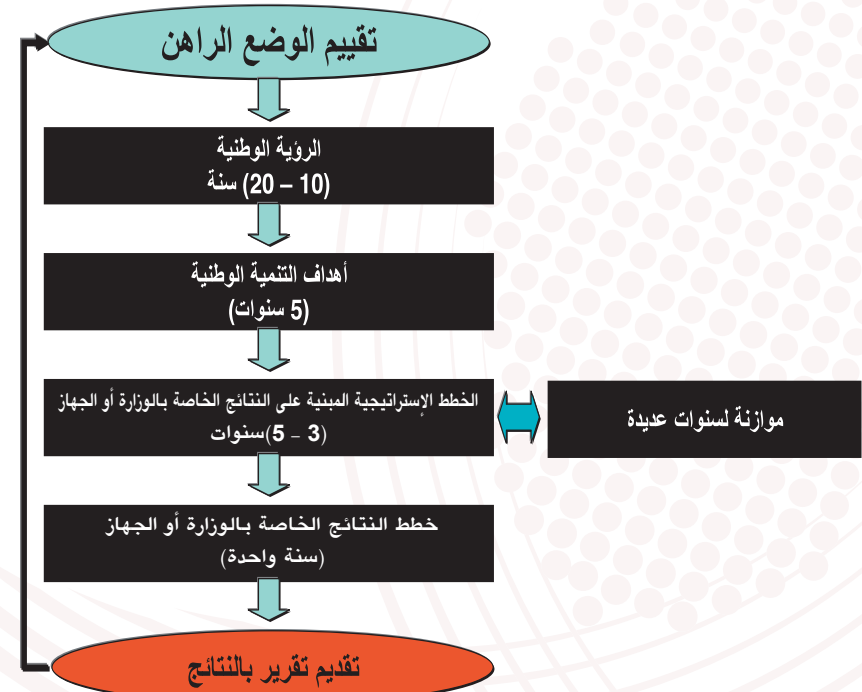 تقييم الوضع الراهن
الرؤية الوطنية
(10 – 20) سنة
أهداف التنمية الوطنية
(5 سنوات)
الخطط الإستراتيجية المبنية على النتائج الخاصة بالوزارة أو الجهاز
(3 – 5)سنوات
موازنة لسنوات عديدة
خطط النتائج الخاصة بالوزارة أو الجهاز
(سنة واحدة)
تقديم تقرير بالنتائج